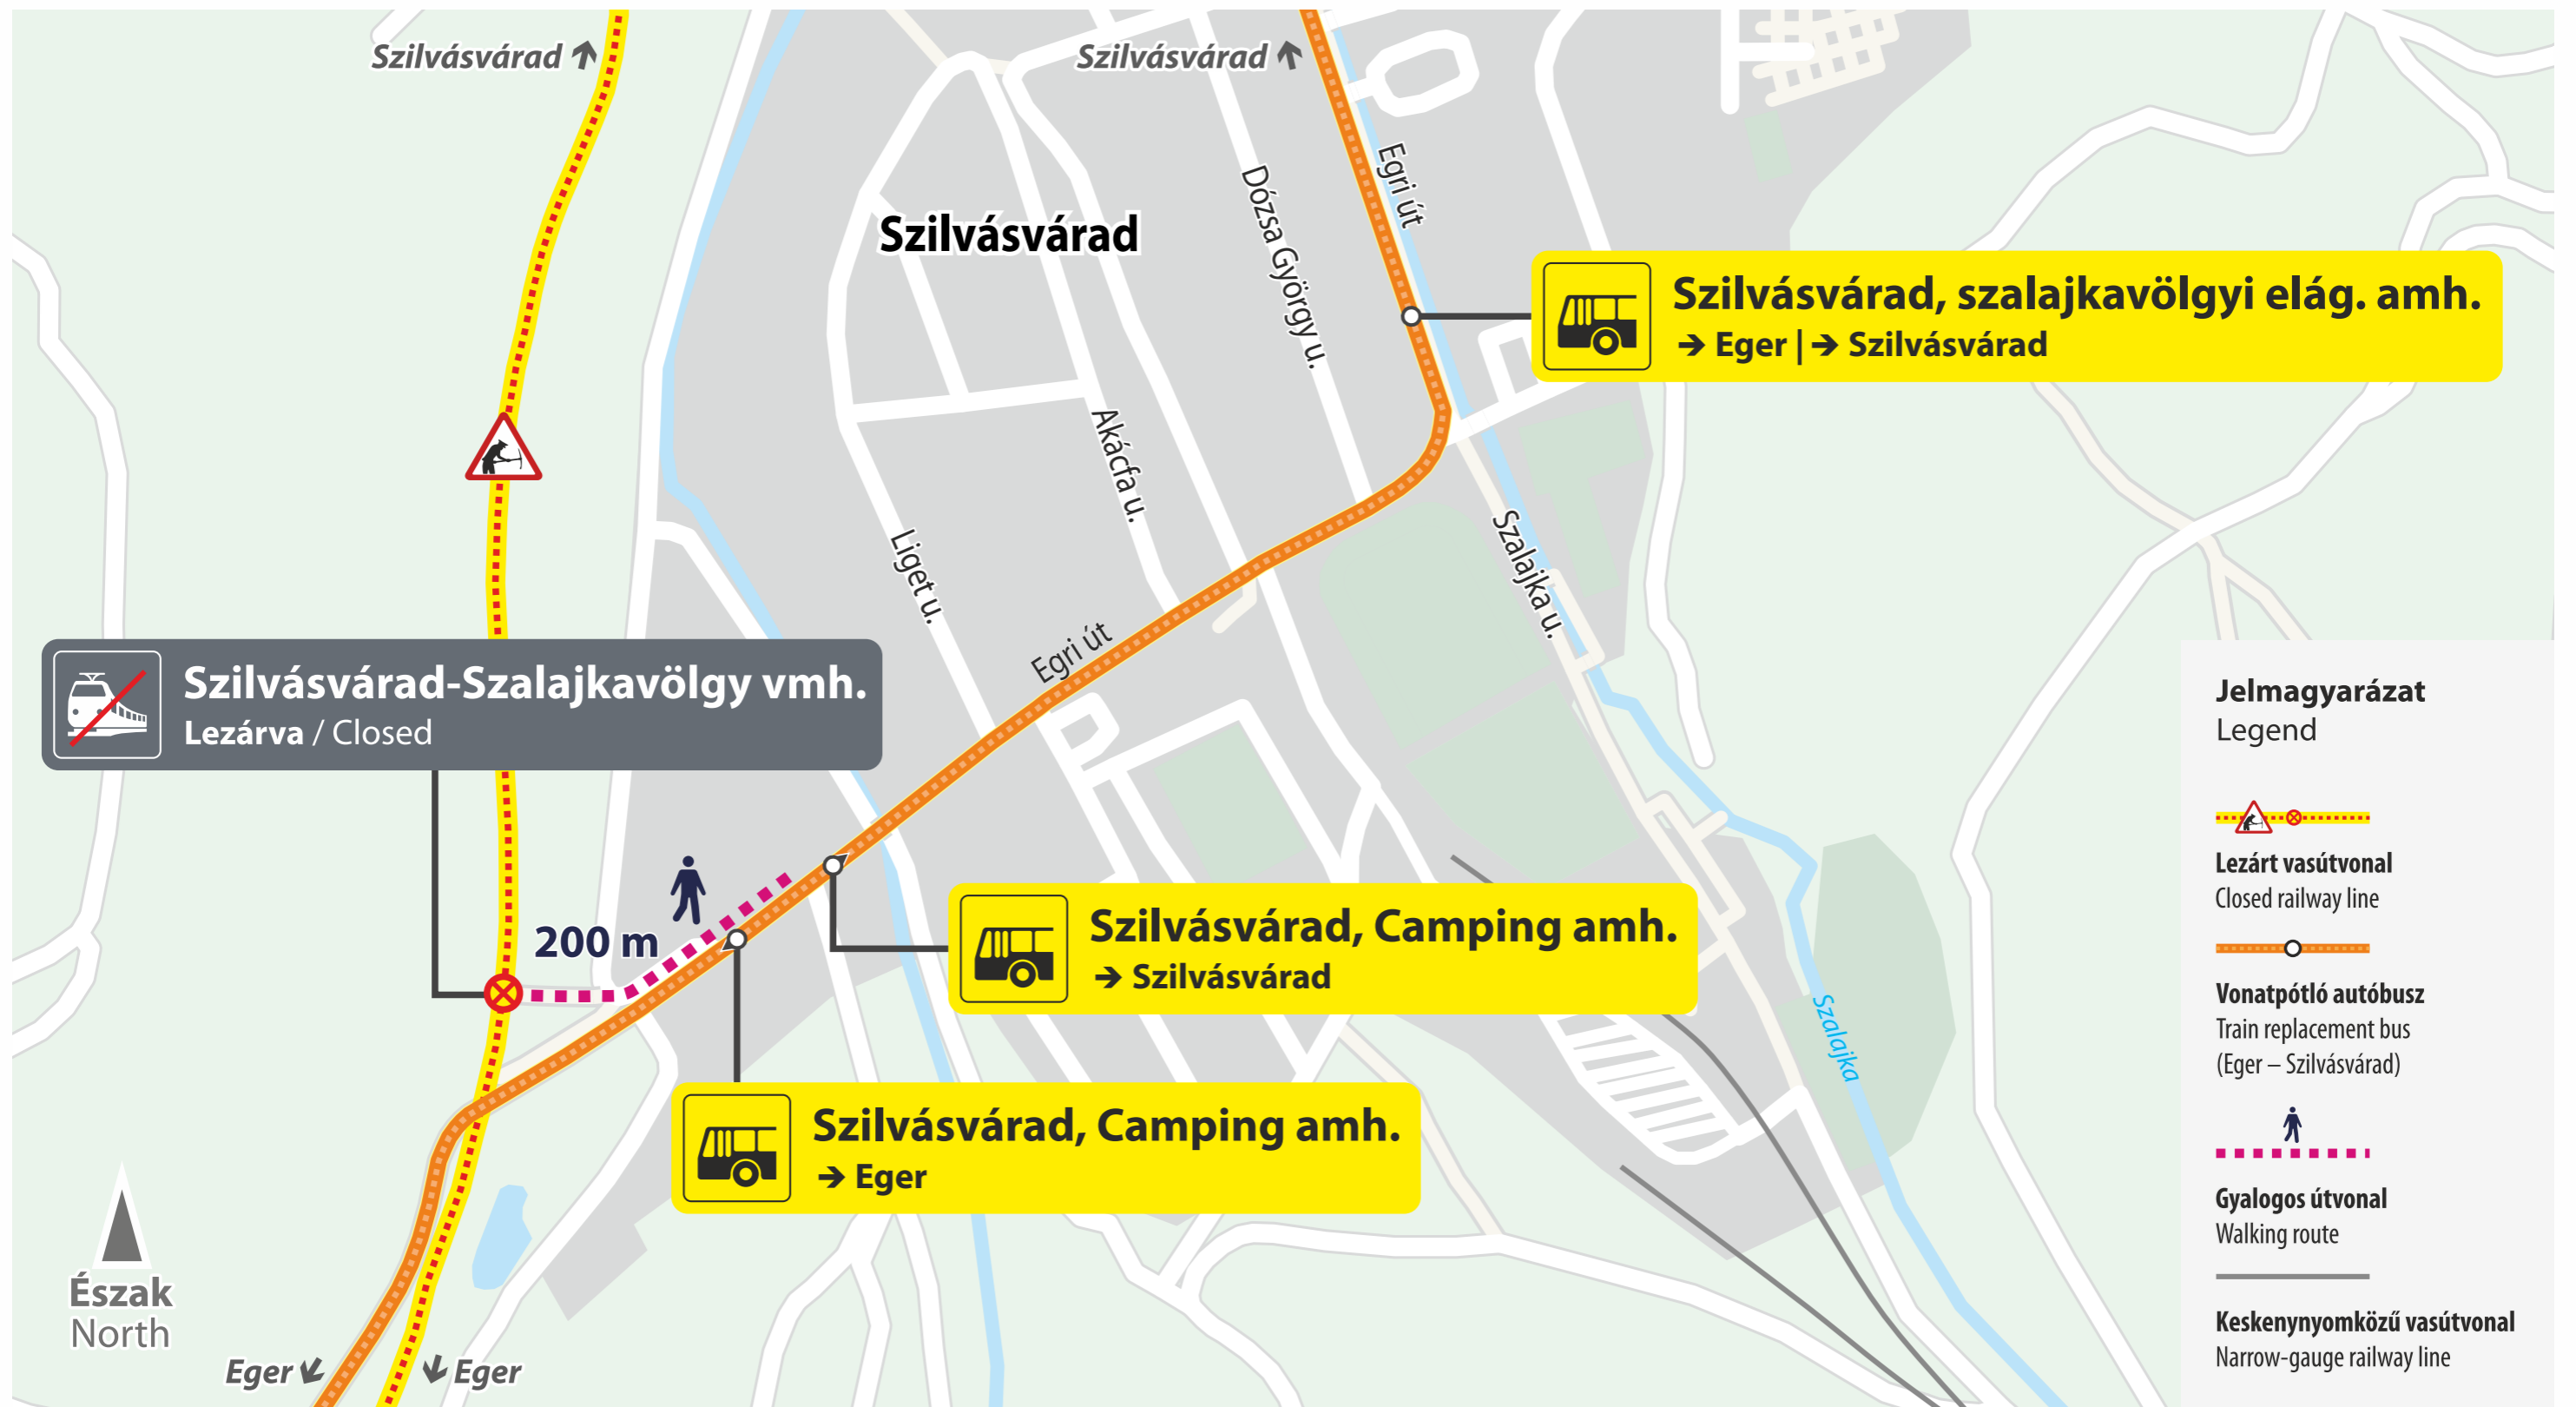 Szilvásvárad
Szilvásvárad
Egri út
Dózsa György u.
Szilvásvárad
Szilvásvárad, szalajkavölgyi elág. amh.
→ Eger | → Szilvásvárad
Akácfa u.
Liget u.
Szalajka u.
Egri út
Szilvásvárad-Szalajkavölgy vmh.
Lezárva / Closed
200 m
Szilvásvárad, Camping amh.
→ Szilvásvárad
Szilvásvárad, Camping amh.
→ Eger
Szalajka
Észak
North
Eger
Eger
Jelmagyarázat
Legend
Lezárt vasútvonal
Closed railway line
Vonatpótló autóbusz
Train replacement bus
(Eger – Szilvásvárad)
Gyalogos útvonal
Walking route
Keskenynyomközű vasútvonal
Narrow-gauge railway line